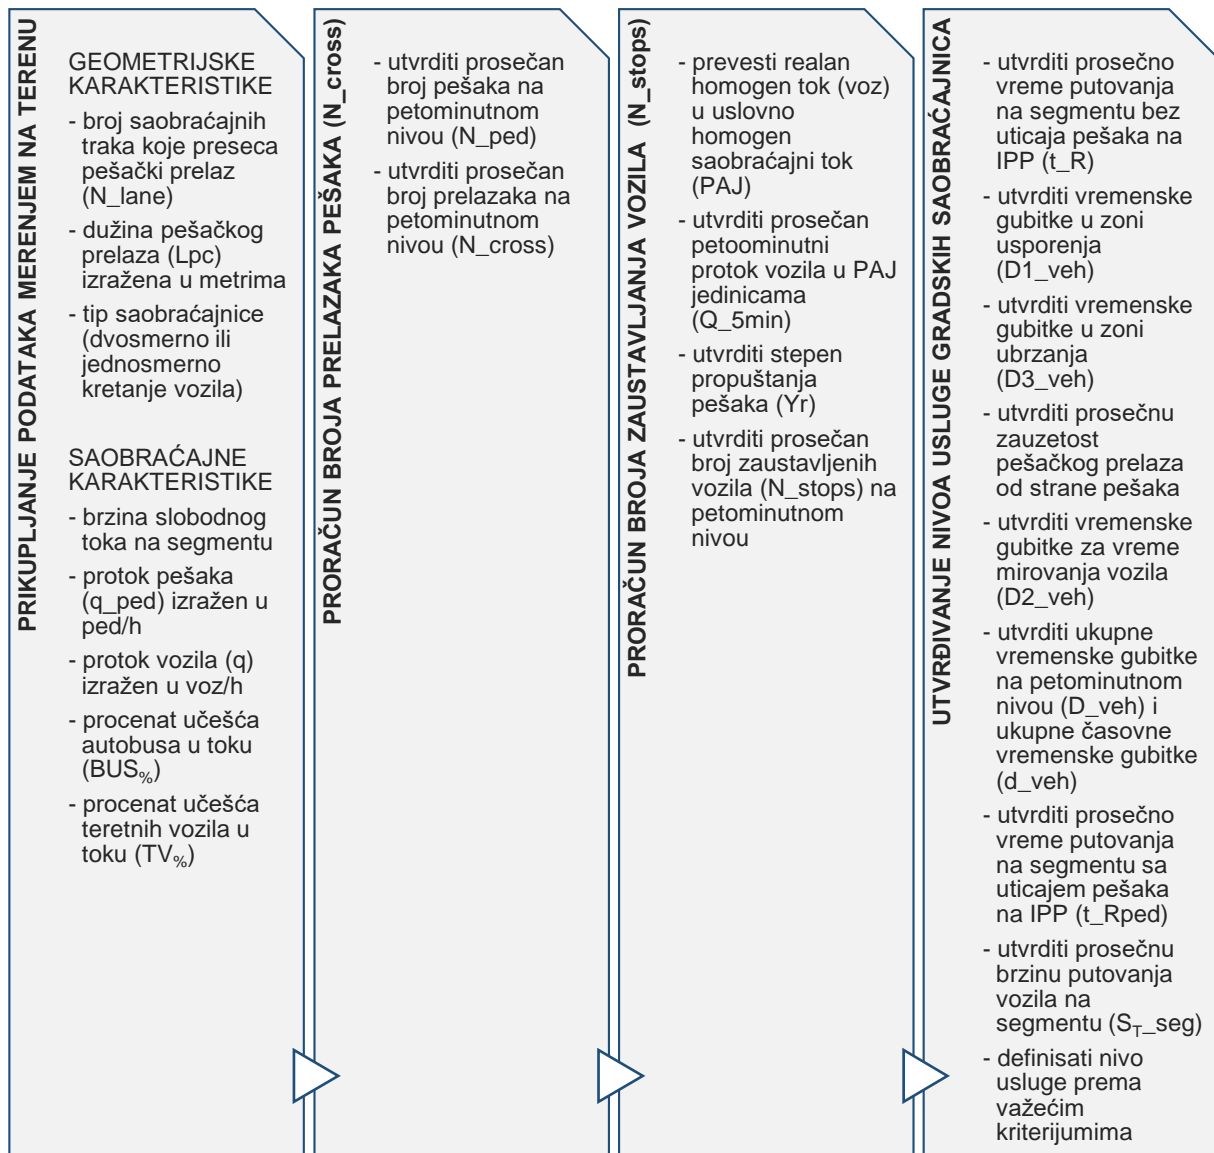 PRIKUPLJANJE PODATAKA MERENJEM NA TERENU
GEOMETRIJSKE
KARAKTERISTIKE
- broj saobraćajnih
traka koje preseca
pešački prelaz
(N_lane)
- dužina pešačkog
prelaza (Lpc)
izražena u metrima
- tip saobraćajnice
(dvosmerno ili
jednosmerno
kretanje vozila)
SAOBRAĆAJNE
KARAKTERISTIKE
- brzina slobodnog
toka na segmentu
- protok pešaka
(q_ped) izražen u
ped/h
- protok vozila (q)
izražen u voz/h
- procenat učešća
autobusa u toku
(BUS%)
- procenat učešća
teretnih vozila u
toku (TV%)
PRORAČUN BROJA PRELAZAKA PEŠAKA (N_cross)
- utvrditi prosečan
broj pešaka na
petominutnom
nivou (N_ped)
- utvrditi prosečan
broj prelazaka na
petominutnom
nivou (N_cross)
PRORAČUN BROJA ZAUSTAVLJANJA VOZILA (N_stops)
- prevesti realan
homogen tok (voz)
u uslovno
homogen
saobraćajni tok
(PAJ)
- utvrditi prosečan
petoominutni
protok vozila u PAJ
jedinicama
(Q_5min)
- utvrditi stepen
propuštanja
pešaka (Yr)
- utvrditi prosečan
broj zaustavljenih
vozila (N_stops) na
petominutnom
nivou
UTVRĐIVANJE NIVOA USLUGE GRADSKIH SAOBRAĆAJNICA
- utvrditi prosečno
vreme putovanja
na segmentu bez
uticaja pešaka na
IPP (t_R)
- utvrditi vremenske
gubitke u zoni
usporenja
(D1_veh)
- utvrditi vremenske
gubitke u zoni
ubrzanja
(D3_veh)
- utvrditi prosečnu
zauzetost
pešačkog prelaza
od strane pešaka
- utvrditi vremenske
gubitke za vreme
mirovanja vozila
(D2_veh)
- utvrditi ukupne
vremenske gubitke
na petominutnom
nivou (D_veh) i
ukupne časovne
vremenske gubitke
(d_veh)
- utvrditi prosečno
vreme putovanja
na segmentu sa
uticajem pešaka
na IPP (t_Rped)
- utvrditi prosečnu
brzinu putovanja
vozila na
segmentu (ST_seg)
- definisati nivo
usluge prema
važećim
kriterijumima